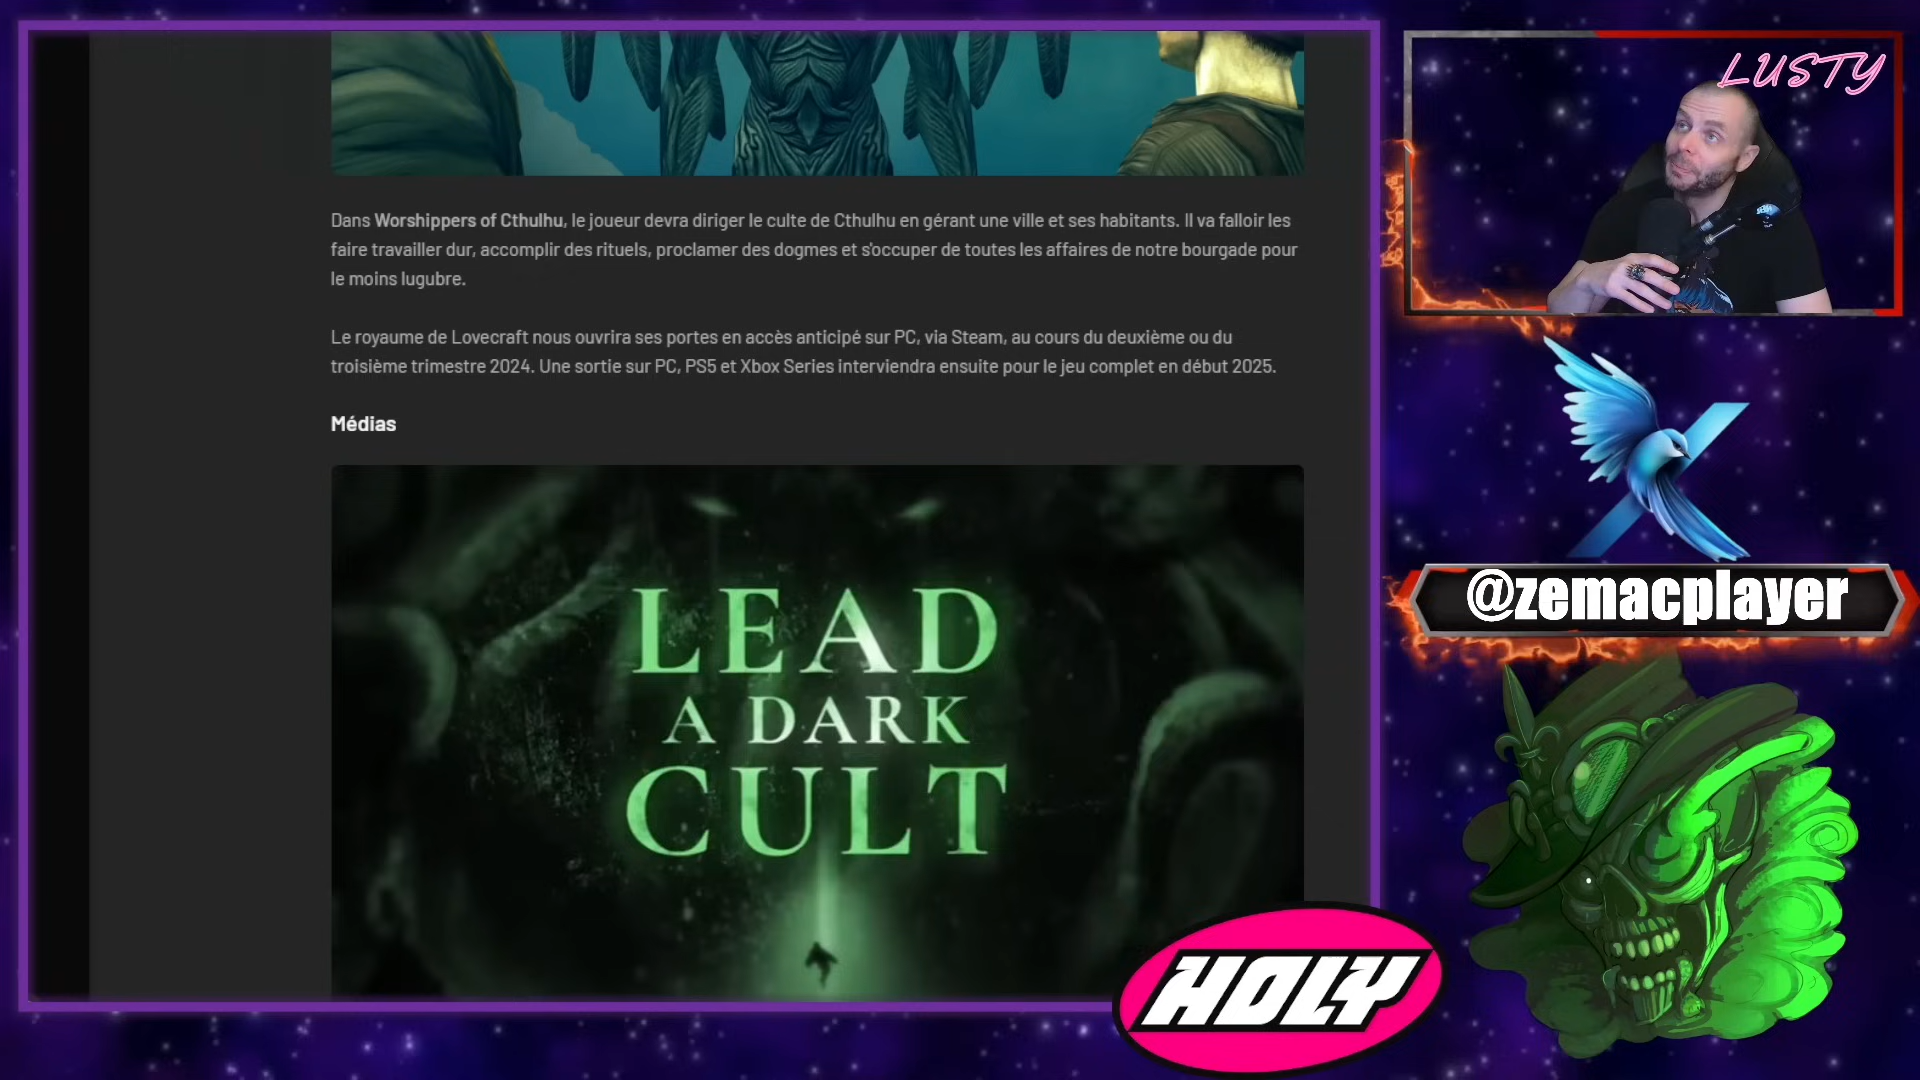 Dans Worshippers of Cthulhu, le joueur devra diriger le culte de Cthulhu en gérant une ville et ses habitants. Il va falloir les
faire travailler dur, accomplir des rituels, proclamer des dogmes et s'occuper de toutes les affaires de notre bourgade pour
le moins lugubre.
Le royaume de Lovecraft nous ouvrira ses portes en accès anticipé sur PC, via Steam, au cours du deuxième ou du
troisième trimestre 2024. Une sortie sur PC, PS5 et Xbox Series interviendra ensuite pour le jeu complet en début 2025.
Médias
LEAD
A DARK
CULT
LUSTY
@zemacplayer
HOLY